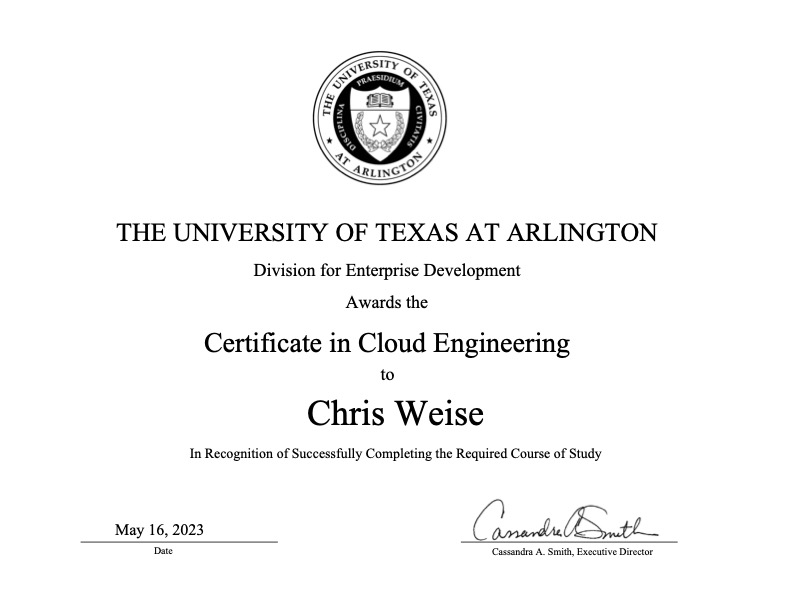 THE UNIVERSITY OF TEXAS
AT ARLINGTON
PRAESIDIUM
DISCIPLINA
CIVITATIS
THE UNIVERSITY OF TEXAS AT ARLINGTON
Division for Enterprise Development
Awards the
Certificate in Cloud Engineering
to
Chris Weise
In Recognition of Successfully Completing the Required Course of Study
May 16, 2023
Date
Cassandra A Smith
Cassandra A. Smith, Executive Director